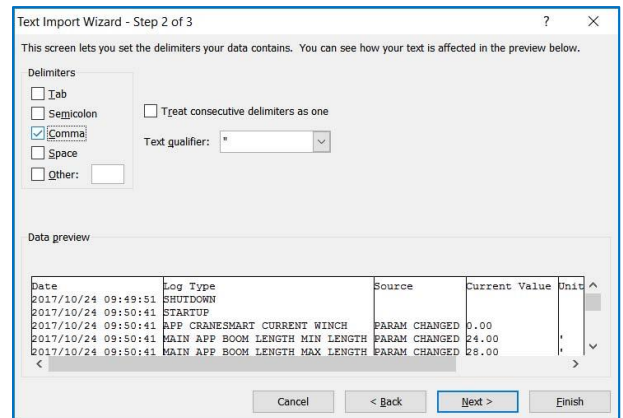 Text Import Wizard - Step 2 of 3 ? ×
This screen lets you set the delimiters your data contains. You can see how your text is affected in the preview below.
Delimiters
Tab
Semicolon
Comma
Space
Other:
Treat consecutive delimiters as one
Text qualifier: "
Data preview
Date Log Type Source Current Value Unit
2017/10/24 09:49:51 SHUTDOWN
2017/10/24 09:50:41 STARTUP
2017/10/24 09:50:41 APP CRANESMART CURRENT WINCH PARAM CHANGED 0.00
2017/10/24 09:50:41 MAIN APP BOOM LENGTH MIN LENGTH PARAM CHANGED 24.00 '
2017/10/24 09:50:41 MAIN APP BOOM LENGTH MAX LENGTH PARAM CHANGED 28.00 '
Cancel < Back Next > Finish